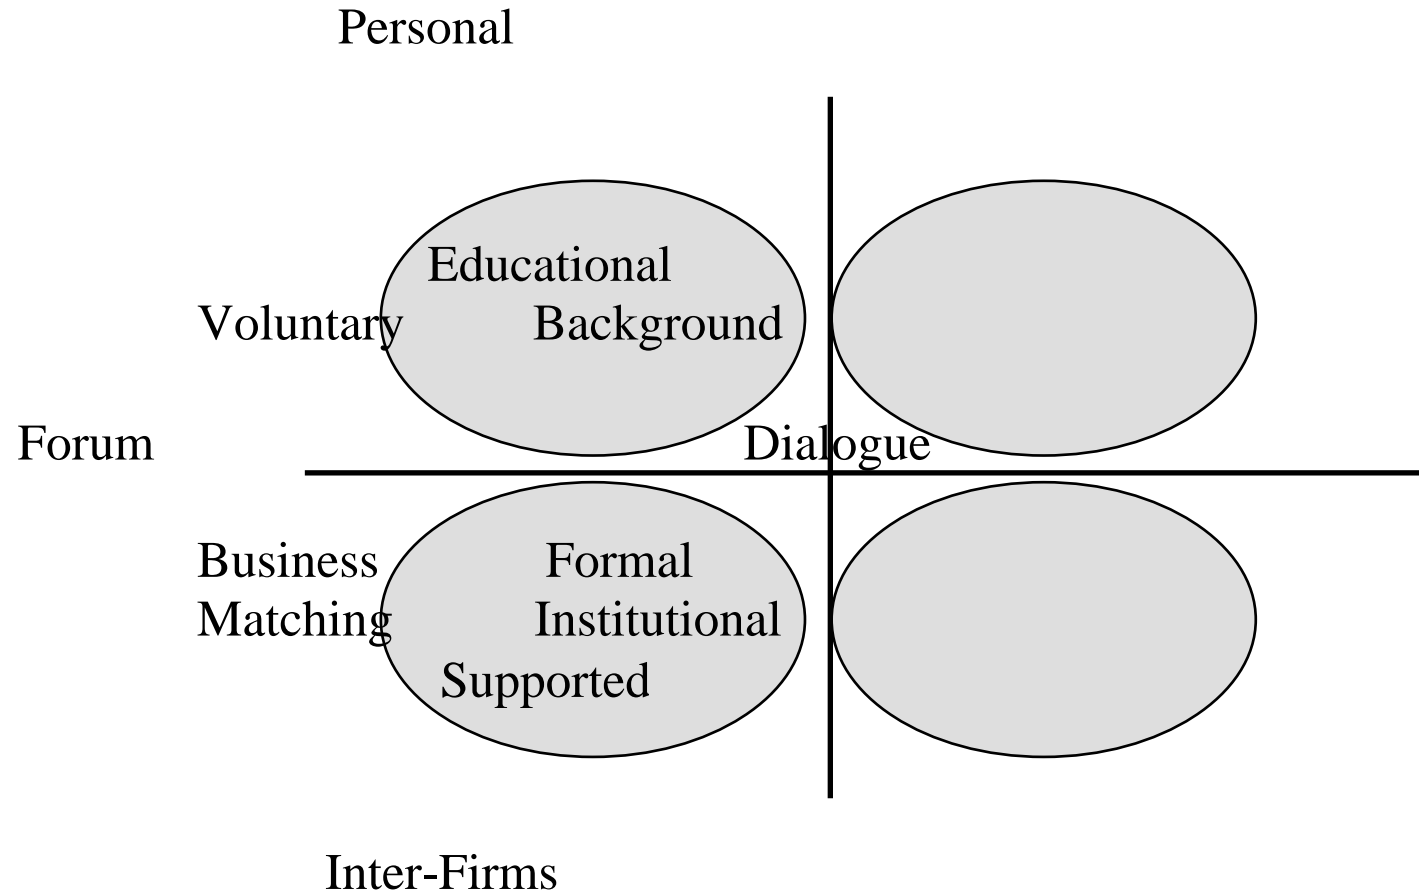 Personal
Educational
Voluntary Background
Forum Dialogue
Business Formal
Matching Institutional
Supported
Inter-Firms